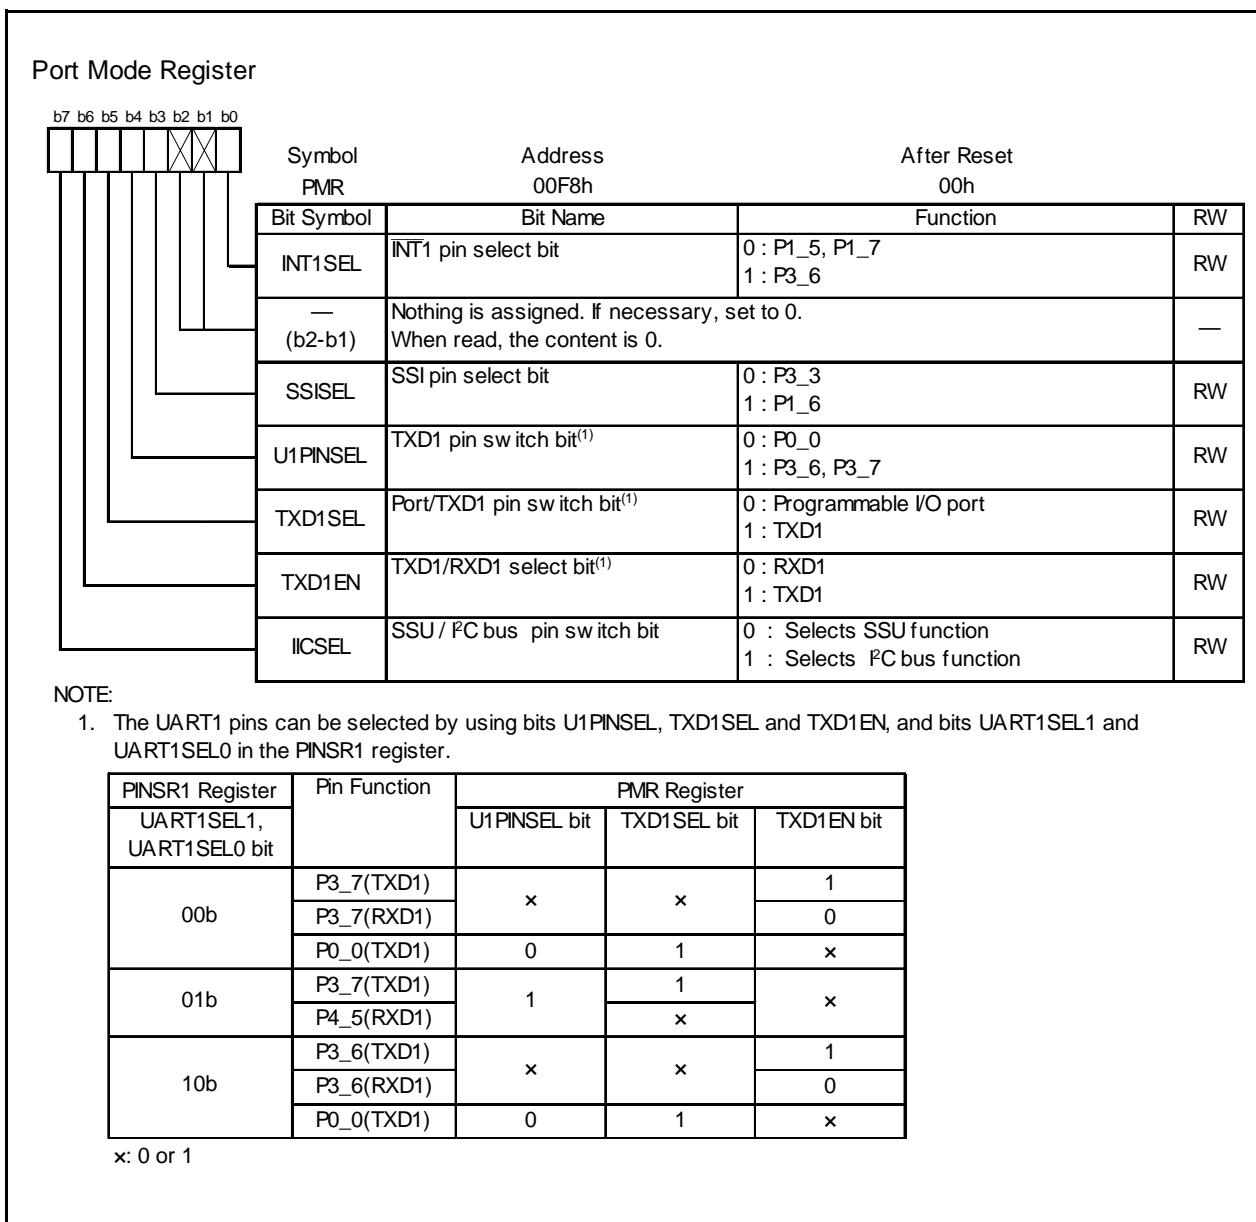 Port Mode Register
b7 b6 b5 b4 b3 b2 b1 b0
Symbol Address After Reset
PMR 00F8h 00h
Bit Symbol Bit Name Function RW
INT1SEL I̅N̅T̅1 pin select bit 0 : P1_5, P1_7 RW
1 : P3_6
— Nothing is assigned. If necessary, set to 0. —
(b2-b1) When read, the content is 0.
SSISEL SSI pin select bit 0 : P3_3 RW
1 : P1_6
U1PINSEL TXD1 pin switch bit(1) 0 : P0_0 RW
1 : P3_6, P3_7
TXD1SEL Port/TXD1 pin switch bit(1) 0 : Programmable I/O port RW
1 : TXD1
TXD1EN TXD1/RXD1 select bit(1) 0 : RXD1 RW
1 : TXD1
IICSEL SSU / I²C bus pin switch bit 0 : Selects SSU function RW
1 : Selects I²C bus function
NOTE:
1. The UART1 pins can be selected by using bits U1PINSEL, TXD1SEL and TXD1EN, and bits UART1SEL1 and
UART1SEL0 in the PINSR1 register.
PINSR1 Register Pin Function PMR Register
UART1SEL1, U1PINSEL bit TXD1SEL bit TXD1EN bit
UART1SEL0 bit
00b P3_7(TXD1) × × 1
P3_7(RXD1) 0
P0_0(TXD1) 0 1 ×
01b P3_7(TXD1) 1 1 ×
P4_5(RXD1) ×
10b P3_6(TXD1) × × 1
P3_6(RXD1) 0
P0_0(TXD1) 0 1 ×
×: 0 or 1